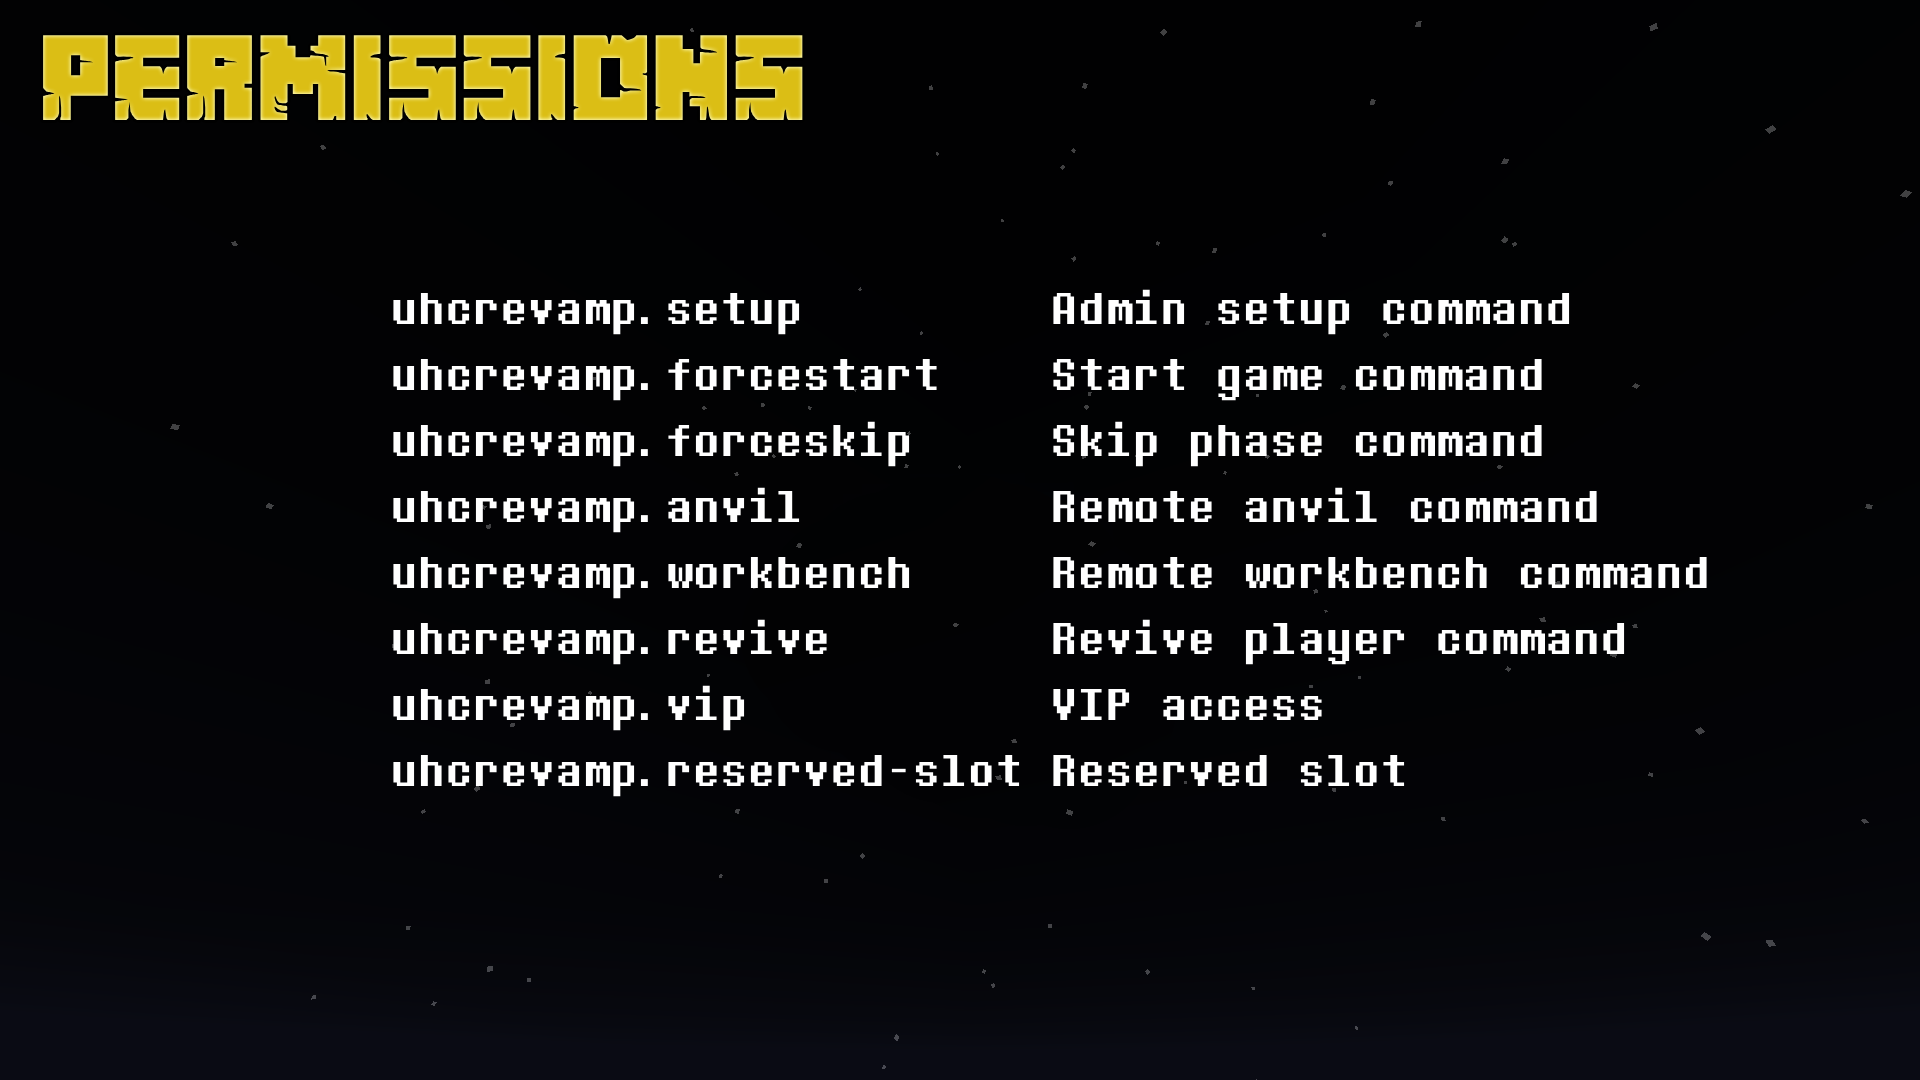 PERMISSIONS
uhcrevamp.setup Admin setup command
uhcrevamp.forcestart Start game command
uhcrevamp.forceskip Skip phase command
uhcrevamp.anvil Remote anvil command
uhcrevamp.workbench Remote workbench command
uhcrevamp.revive Revive player command
uhcrevamp.vip VIP access
uhcrevamp.reserved-slot Reserved slot